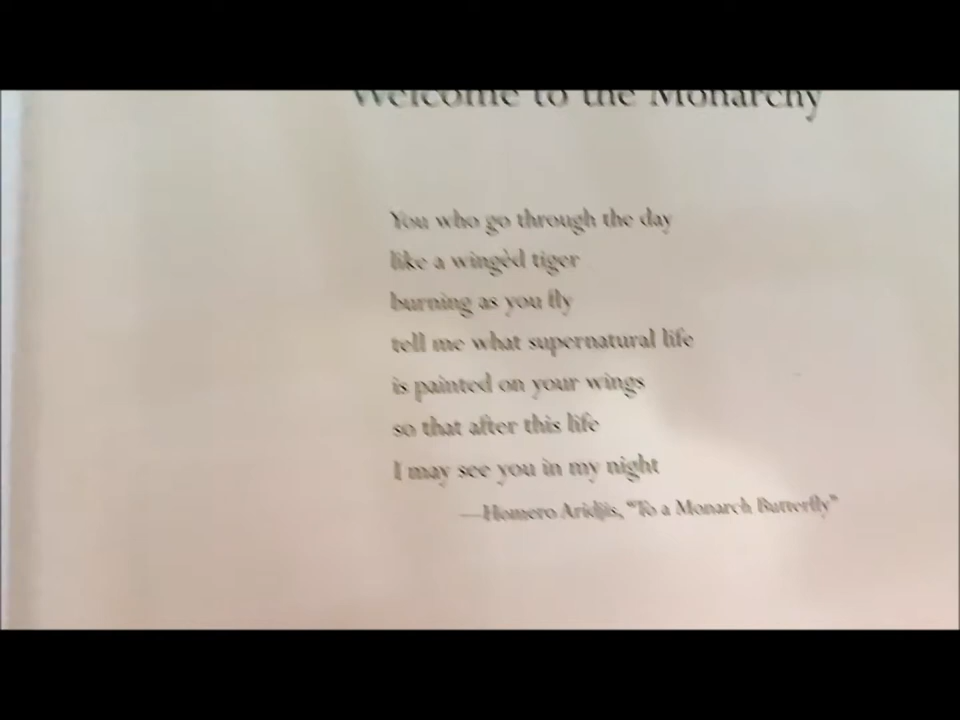 Welcome to the Monarchy
You who go through the day
like a wingèd tiger
burning as you fly
tell me what supernatural life
is painted on your wings
so that after this life
I may see you in my night
—Homero Aridjis, “To a Monarch Butterfly”